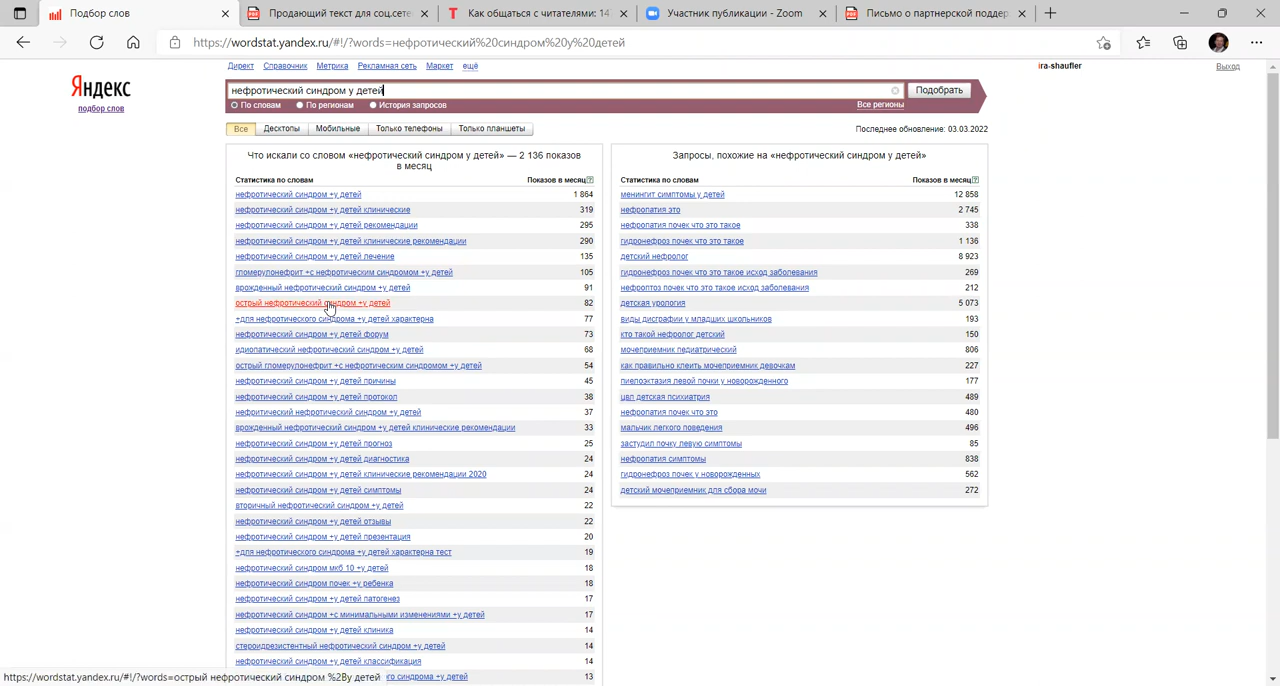 Подбор слов
Продающий текст для соц.сете
Как общаться с читателями: 14
Участник публикации - Zoom
Письмо о партнерской поддер
https://wordstat.yandex.ru/#!/?words=нефротический%20синдром%20у%20детей
Директ Справочник Метрика Рекламная сеть Маркет ещё
ira-shaufler
Выход
Яндекс
подбор слов
нефротический синдром у детей
Подобрать
По словам По регионам История запросов
Все регионы
Все Десктопы Мобильные Только телефоны Только планшеты
Последнее обновление: 03.03.2022
Что искали со словом «нефротический синдром у детей» — 2 136 показов
в месяц
Статистика по словам Показов в месяц?
нефротический синдром +у детей 1 864
нефротический синдром +у детей клинические 319
нефротический синдром +у детей рекомендации 295
нефротический синдром +у детей клинические рекомендации 290
нефротический синдром +у детей лечение 135
гломерулонефрит +с нефротическим синдромом +у детей 105
врожденный нефротический синдром +у детей 91
острый нефротический синдром +у детей 82
+для нефротического синдрома +у детей характерна 77
нефротический синдром +у детей форум 73
идиопатический нефротический синдром +у детей 68
острый гломерулонефрит +с нефротическим синдромом +у детей 54
нефротический синдром +у детей причины 45
нефротический синдром +у детей протокол 38
нефритический нефротический синдром +у детей 37
врожденный нефротический синдром +у детей клинические рекомендации 33
нефротический синдром +у детей прогноз 25
нефротический синдром +у детей диагностика 24
нефротический синдром +у детей клинические рекомендации 2020 24
нефротический синдром +у детей симптомы 24
вторичный нефротический синдром +у детей 22
нефротический синдром +у детей отзывы 22
нефротический синдром +у детей презентация 20
+для нефротического синдрома +у детей характерна тест 19
нефротический синдром мкб 10 +у детей 18
нефротический синдром почек +у ребенка 18
нефротический синдром +у детей патогенез 17
нефротический синдром +с минимальными изменениями +у детей 17
нефротический синдром +у детей клиника 14
стероидрезистентный нефротический синдром +у детей 14
нефротический синдром +у детей классификация 14
го синдрома +у детей 13
Запросы, похожие на «нефротический синдром у детей»
Статистика по словам Показов в месяц?
менингит симптомы у детей 12 858
нефропатия это 2 745
нефропатия почек что это такое 338
гидронефроз почек что это такое 1 136
детский нефролог 8 923
гидронефроз почек что это такое исход заболевания 269
нефроптоз почек что это такое исход заболевания 212
детская урология 5 073
виды дисграфии у младших школьников 193
кто такой нефролог детский 150
мочеприемник педиатрический 806
как правильно клеить мочеприемник девочкам 227
пиелоэктазия левой почки у новорожденного 177
цвл детская психиатрия 489
нефропатия почек что это 480
мальчик легкого поведения 496
застудил почку левую симптомы 85
нефропатия симптомы 838
гидронефроз почек у новорожденных 562
детский мочеприемник для сбора мочи 272
https://wordstat.yandex.ru/#!/?words=острый нефротический синдром %2By детей